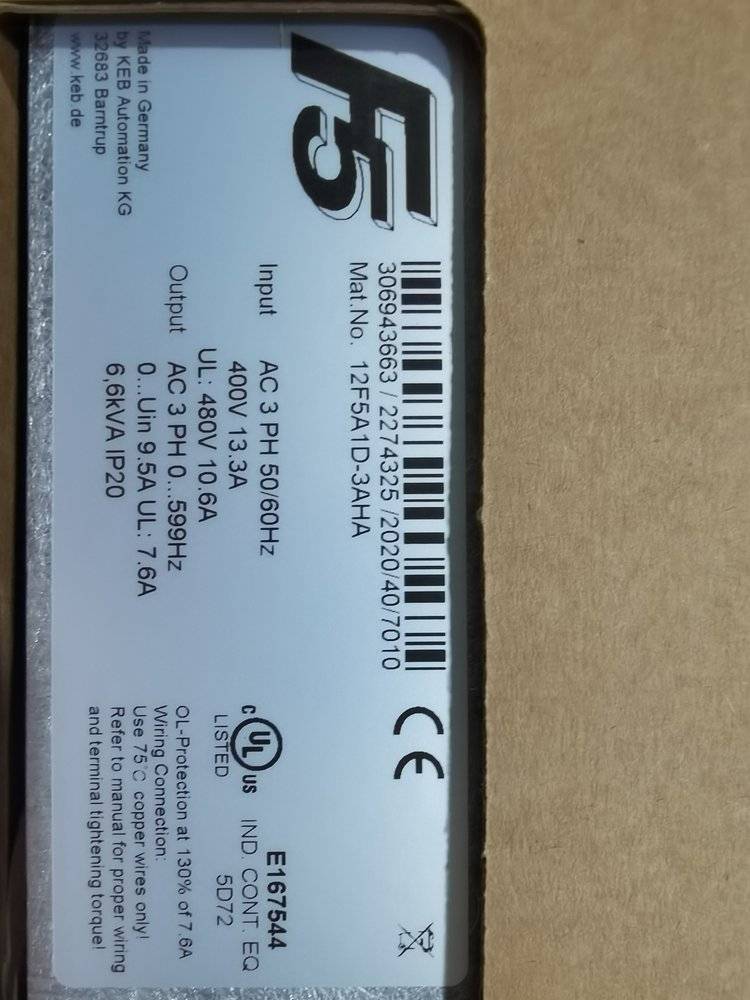 F5
306943663 / 2274325 /2020/40/7010
Mat.No. 12F5A1D-3AHA
CE
Input AC 3 PH 50/60Hz
400V 13.3A
UL: 480V 10.6A
Output AC 3 PH 0...599Hz
0...Uin 9.5A UL: 7.6A
6,6kVA IP20
Made in Germany
by KEB Automation KG
32683 Barntrup
www.keb.de
E167544
c UL us IND. CONT. EQ
LISTED 5D72
OL-Protection at 130% of 7.6A
Wiring Connection:
Use 75°C copper wires only!
Refer to manual for proper wiring
and terminal tightening torque!